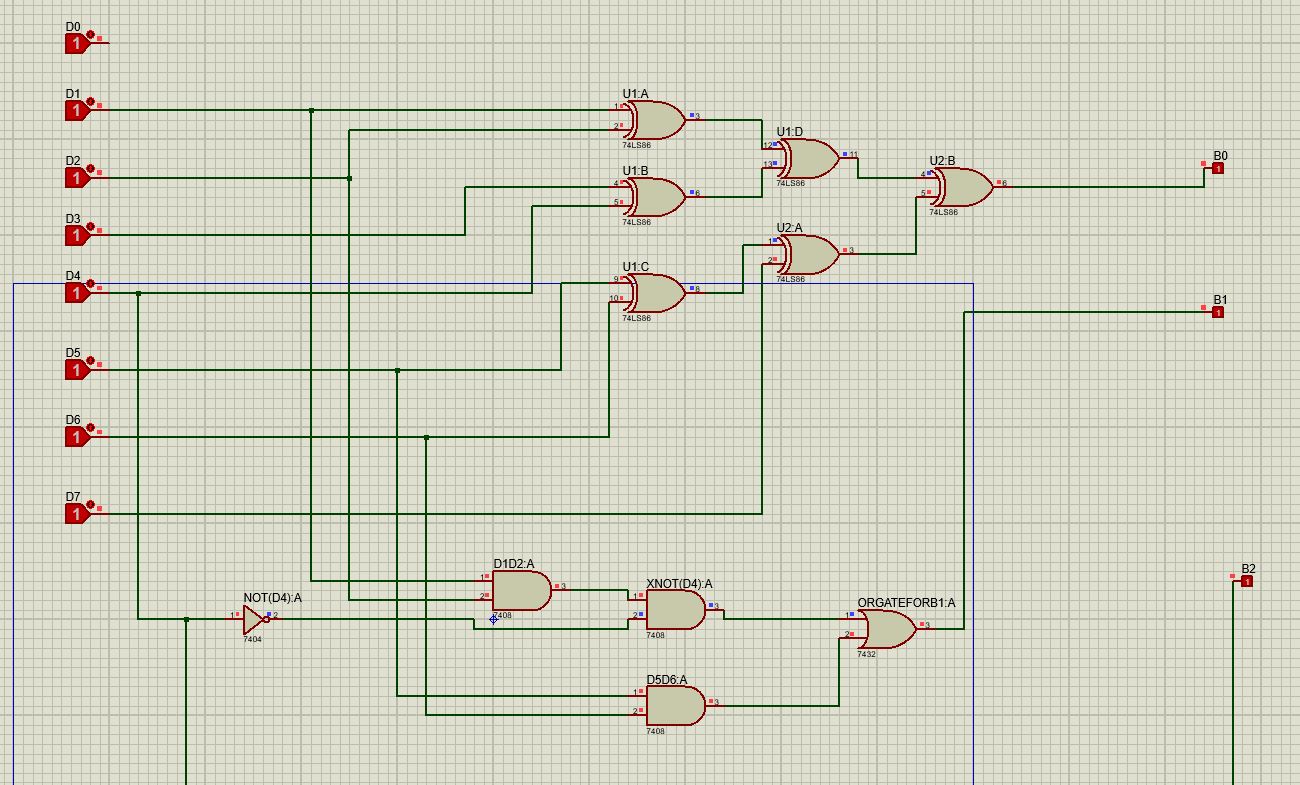 D0
1
D1
1
U1:A
1
3
2
74LS86
U1:D
12
11
13
74LS86
D2
1
U1:B
4
6
5
74LS86
U2:B
4
6
5
74LS86
B0
1
D3
1
U2:A
1
3
2
74LS86
D4
1
U1:C
9
8
10
74LS86
B1
1
D5
1
D6
1
D7
1
D1D2:A
1
3
2
7408
B2
1
XNOT(D4):A
1
3
2
7408
NOT(D4):A
1
2
7404
ORGATEFORB1:A
1
3
2
7432
D5D6:A
1
3
2
7408